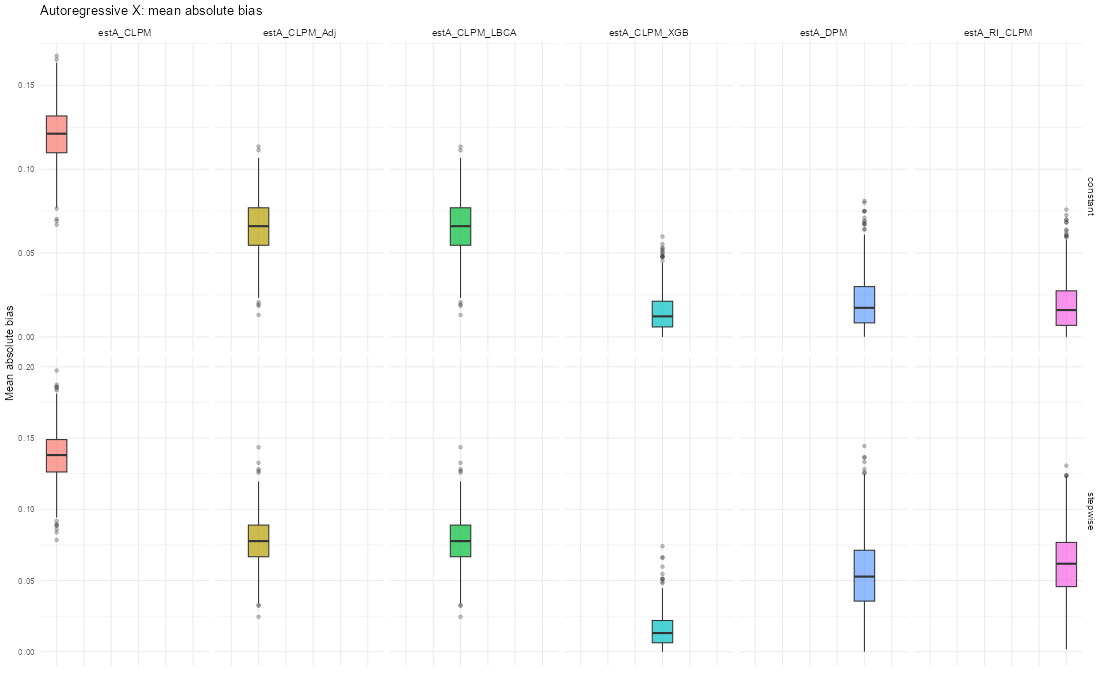 Autoregressive X: mean absolute bias
estA_CLPM
estA_CLPM_Adj
estA_CLPM_LBCA
estA_CLPM_XGB
estA_DPM
estA_RI_CLPM
0.15
0.10
0.05
0.00
constant
Mean absolute bias
0.20
0.15
0.10
0.05
0.00
stepwise